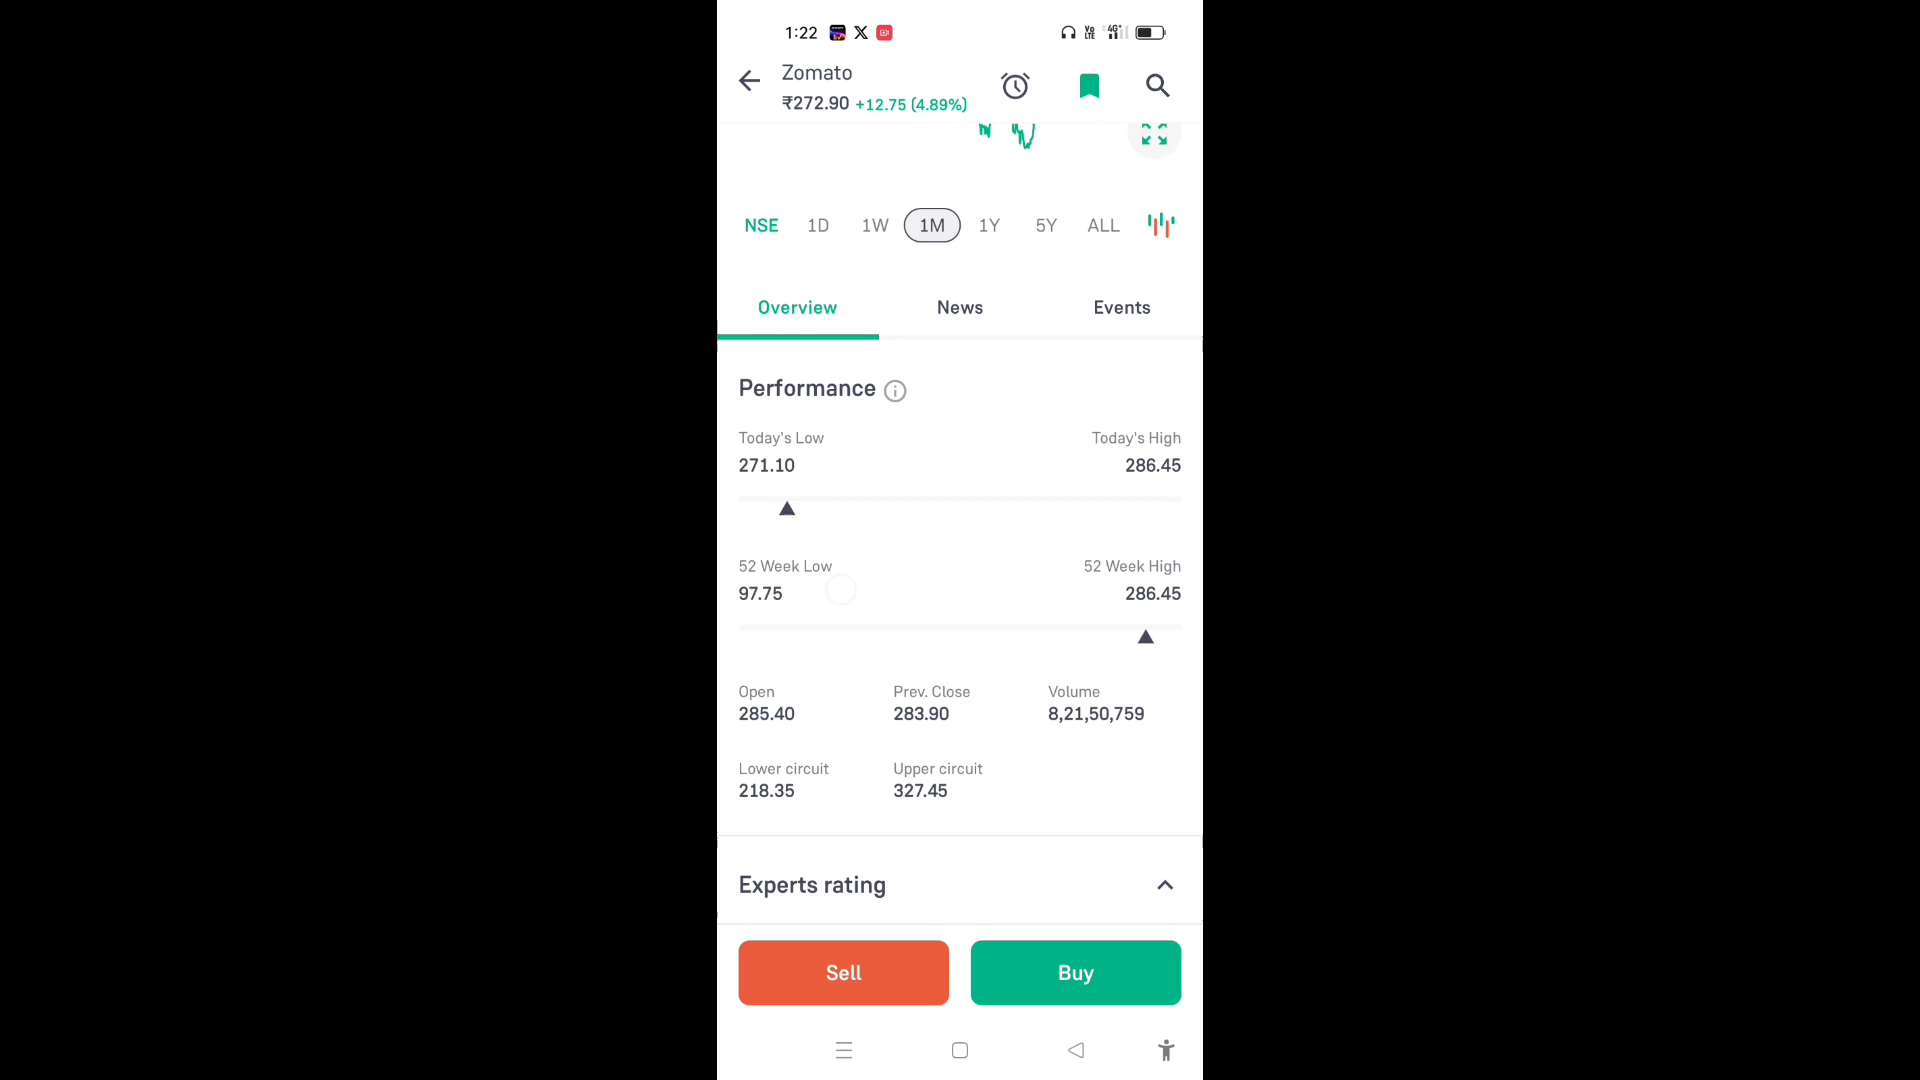 1:22
Vo LTE 4G+
Zomato
₹272.90 +12.75 (4.89%)
NSE 1D 1W 1M 1Y 5Y ALL
Overview News Events
Performance
Today's Low Today's High
271.10 286.45
52 Week Low 52 Week High
97.75 286.45
Open Prev. Close Volume
285.40 283.90 8,21,50,759
Lower circuit Upper circuit
218.35 327.45
Experts rating
Sell Buy